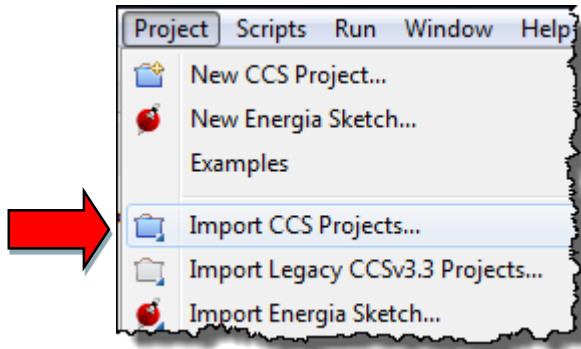 Project Scripts Run Window Help
New CCS Project...
New Energia Sketch...
Examples
Import CCS Projects...
Import Legacy CCSv3.3 Projects...
Import Energia Sketch...